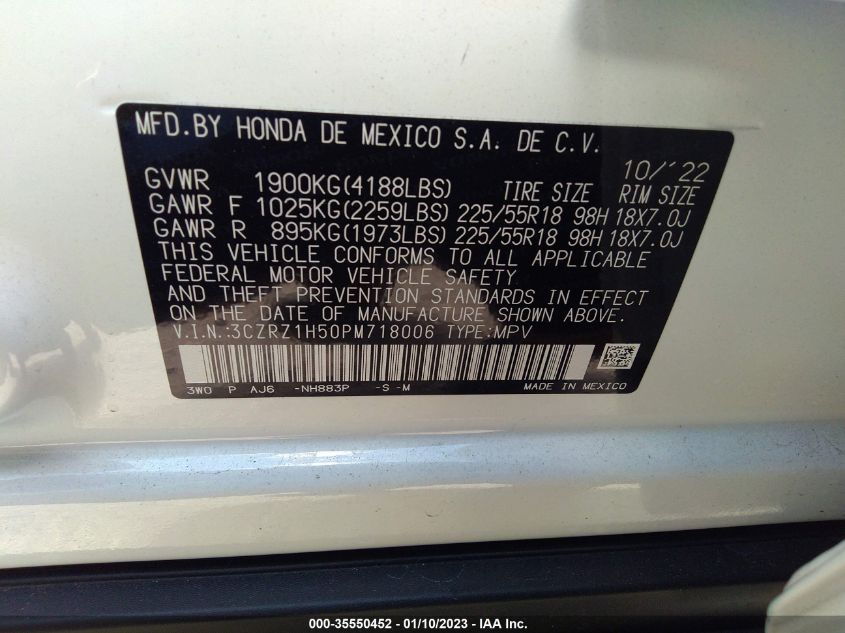 MFD.BY HONDA DE MEXICO S.A. DE C.V.
10/'22
GVWR 1900KG(4188LBS) TIRE SIZE RIM SIZE
GAWR F 1025KG(2259LBS) 225/55R18 98H 18X7.0J
GAWR R 895KG(1973LBS) 225/55R18 98H 18X7.0J
THIS VEHICLE CONFORMS TO ALL APPLICABLE
FEDERAL MOTOR VEHICLE SAFETY
AND THEFT PREVENTION STANDARDS IN EFFECT
ON THE DATE OF MANUFACTURE SHOWN ABOVE.
V.I.N.:3CZRZ1H50PM718006 TYPE:MPV
3W0 P AJ6 -NH883P -S-M MADE IN MEXICO
000-35550452 - 01/10/2023 - IAA Inc.